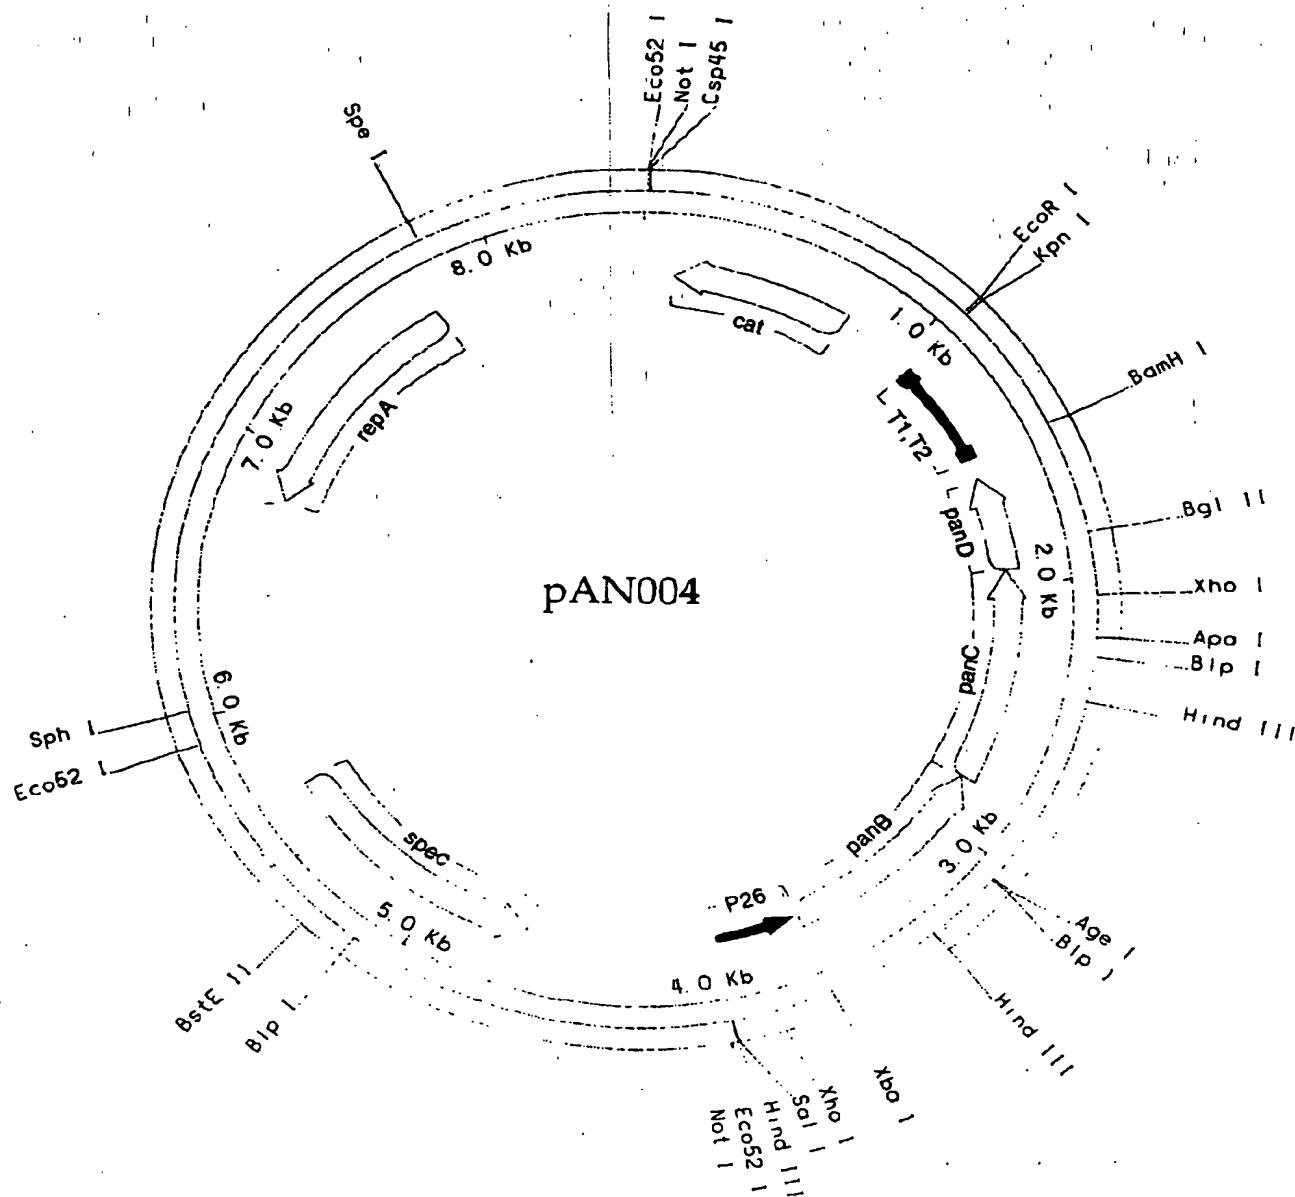 Eco52 I
Not I
Csp45 I
Spe I
EcoR I
Kpn I
8.0 Kb
cat
1.0 Kb
BamH I
repA
T1,T2
7.0 Kb
Bgl II
panD
2.0 Kb
pAN004
Xho I
Apa I
Blp I
panC
Hind III
6.0 Kb
Sph I
Eco52 I
panB
3.0 Kb
spec
P26
5.0 Kb
Age I
Blp I
4.0 Kb
BstE II
Blp I
Hind III
Xba I
Xho I
Sal I
Hind III
Eco52 I
Not I